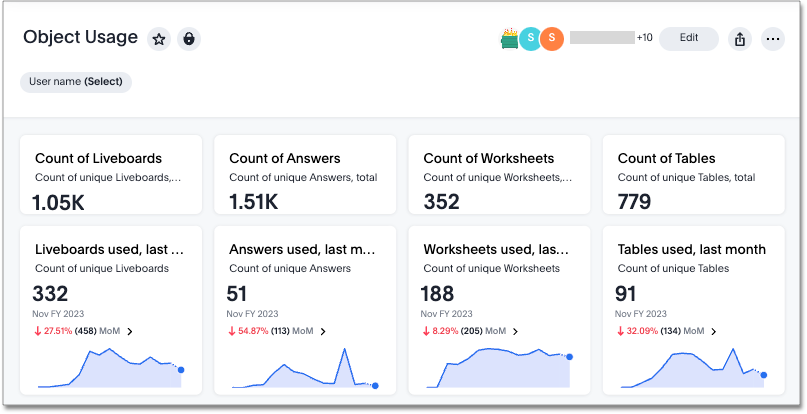 Object Usage
S S +10 Edit
User name (Select)
Count of Liveboards
Count of unique Liveboards,...
1.05K
Count of Answers
Count of unique Answers, total
1.51K
Count of Worksheets
Count of unique Worksheets,...
352
Count of Tables
Count of unique Tables, total
779
Liveboards used, last ...
Count of unique Liveboards
332
Nov FY 2023
27.51% (458) MoM
Answers used, last m...
Count of unique Answers
51
Nov FY 2023
54.87% (113) MoM
Worksheets used, las...
Count of unique Worksheets
188
Nov FY 2023
8.29% (205) MoM
Tables used, last month
Count of unique Tables
91
Nov FY 2023
32.09% (134) MoM